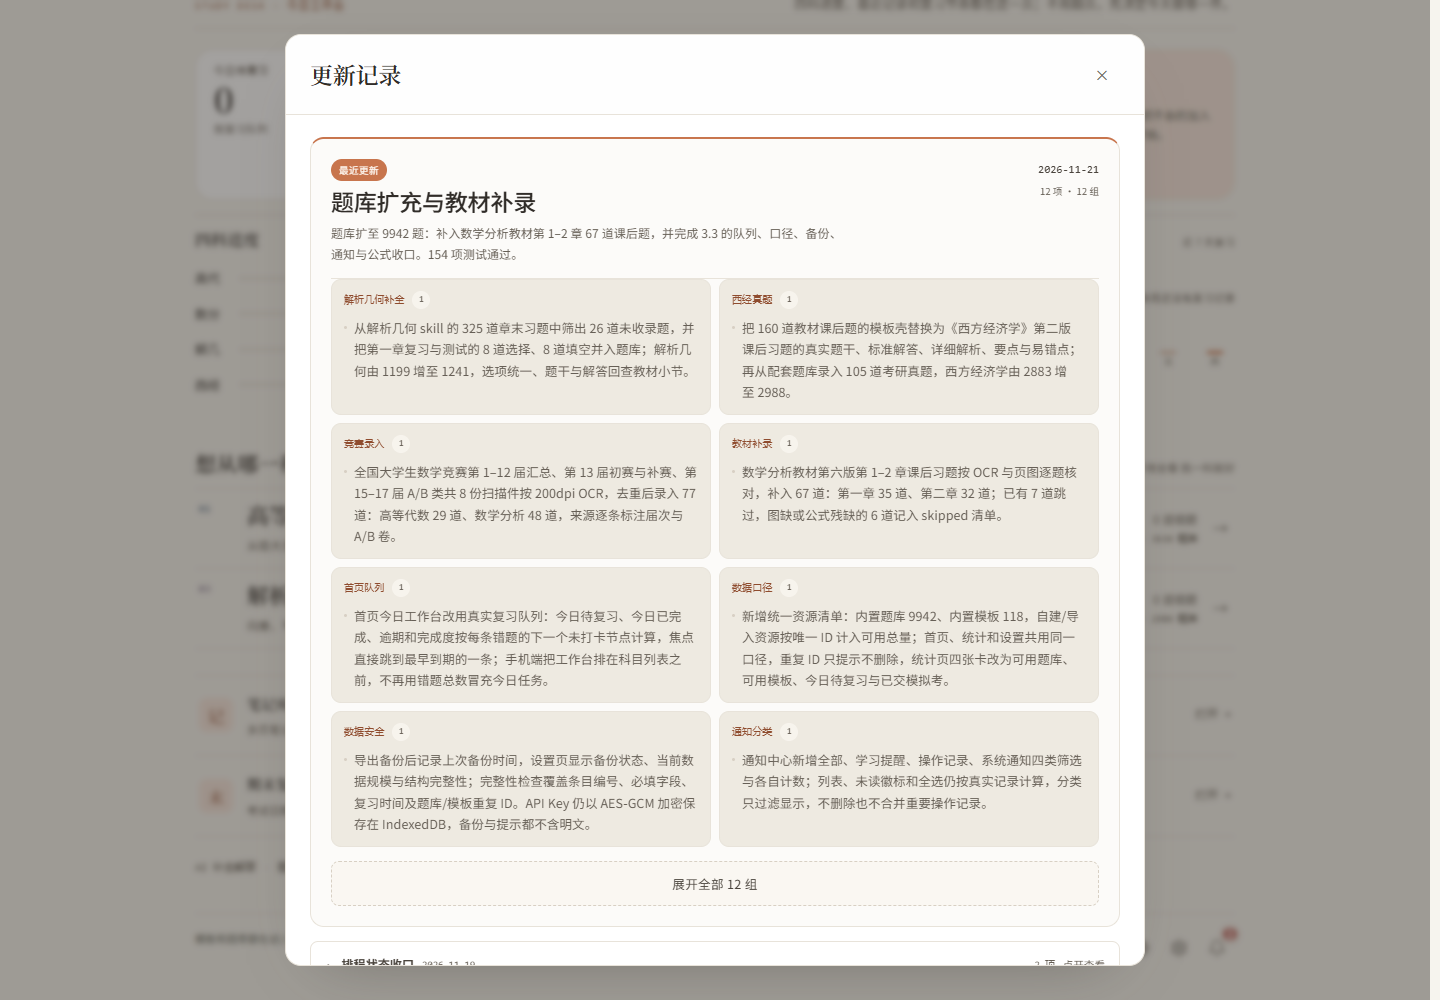 更新记录
最近更新
2026-11-21
题库扩充与教材补录
12 项 · 12 组
题库扩至 9942 题：补入数学分析教材第 1–2 章 67 道课后题，并完成 3.3 的队列、口径、备份、
通知与公式收口。154 项测试通过。
解析几何补全 1
从解析几何 skill 的 325 道章末习题中筛出 26 道未收录题，并
把第一章复习与测试的 8 道选择、8 道填空并入题库；解析几
何由 1199 增至 1241，选项统一、题干与解答回查教材小节。
西经真题 1
把 160 道教材课后题的模板壳替换为《西方经济学》第二版
课后习题的真实题干、标准解答、详细解析、要点与易错点；
再从配套题库录入 105 道考研真题，西方经济学由 2883 增
至 2988。
竞赛录入 1
全国大学生数学竞赛第 1–12 届汇总、第 13 届初赛与补赛、第
15–17 届 A/B 类共 8 份扫描件按 200dpi OCR，去重后录入 77
道：高等代数 29 道、数学分析 48 道，来源逐条标注届次与
A/B 卷。
教材补录 1
数学分析教材第六版第 1–2 章课后习题按 OCR 与页图逐题核
对，补入 67 道：第一章 35 道、第二章 32 道；已有 7 道跳
过，图缺或公式残缺的 6 道记入 skipped 清单。
首页队列 1
首页今日工作台改用真实复习队列：今日待复习、今日已完
成、逾期和完成度按每条错题的下一个未打卡节点计算，焦点
直接跳到最早到期的一条；手机端把工作台排在科目列表之
前，不再用错题总数冒充今日任务。
数据口径 1
新增统一资源清单：内置题库 9942、内置模板 118，自建/导
入资源按唯一 ID 计入可用总量；首页、统计和设置共用同一
口径，重复 ID 只提示不删除，统计页四张卡改为可用题库、
可用模板、今日待复习与已交模拟考。
数据安全 1
导出备份后记录上次备份时间，设置页显示备份状态、当前数
据规模与结构完整性；完整性检查覆盖条目编号、必填字段、
复习时间及题库/模板重复 ID。API Key 仍以 AES-GCM 加密保
存在 IndexedDB，备份与提示都不含明文。
通知分类 1
通知中心新增全部、学习提醒、操作记录、系统通知四类筛选
与各自计数；列表、未读徽标和全选仍按真实记录计算，分类
只过滤显示，不删除也不合并重要操作记录。
展开全部 12 组
排程状态收口 2026-11-19